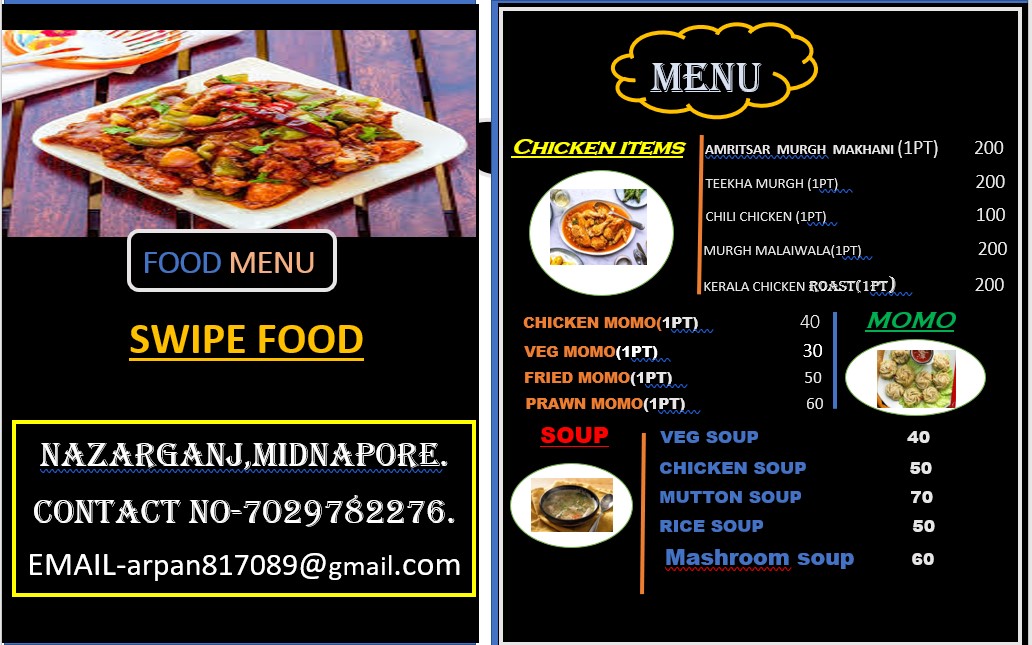 FOOD MENU
SWIPE FOOD
NAZARGANJ,MIDNAPORE.
CONTACT NO-7029782276.
EMAIL-arpan817089@gmail.com
MENU
CHICKEN ITEMS
AMRITSAR MURGH MAKHANI (1PT) 200
TEEKHA MURGH (1PT) 200
CHILI CHICKEN (1PT) 100
MURGH MALAIWALA(1PT) 200
KERALA CHICKEN ROAST(1PT) 200
MOMO
CHICKEN MOMO(1PT) 40
VEG MOMO(1PT) 30
FRIED MOMO(1PT) 50
PRAWN MOMO(1PT) 60
SOUP
VEG SOUP 40
CHICKEN SOUP 50
MUTTON SOUP 70
RICE SOUP 50
Mashroom soup 60